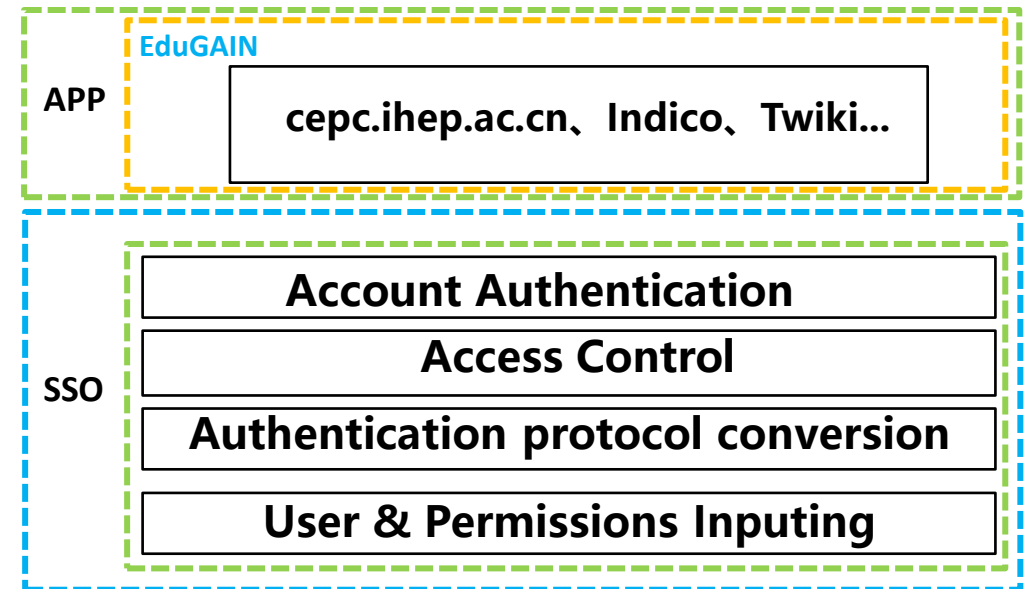 EduGAIN
APP
cepc.ihep.ac.cn、Indico、Twiki...
SSO
Account Authentication
Access Control
Authentication protocol conversion
User & Permissions Inputing